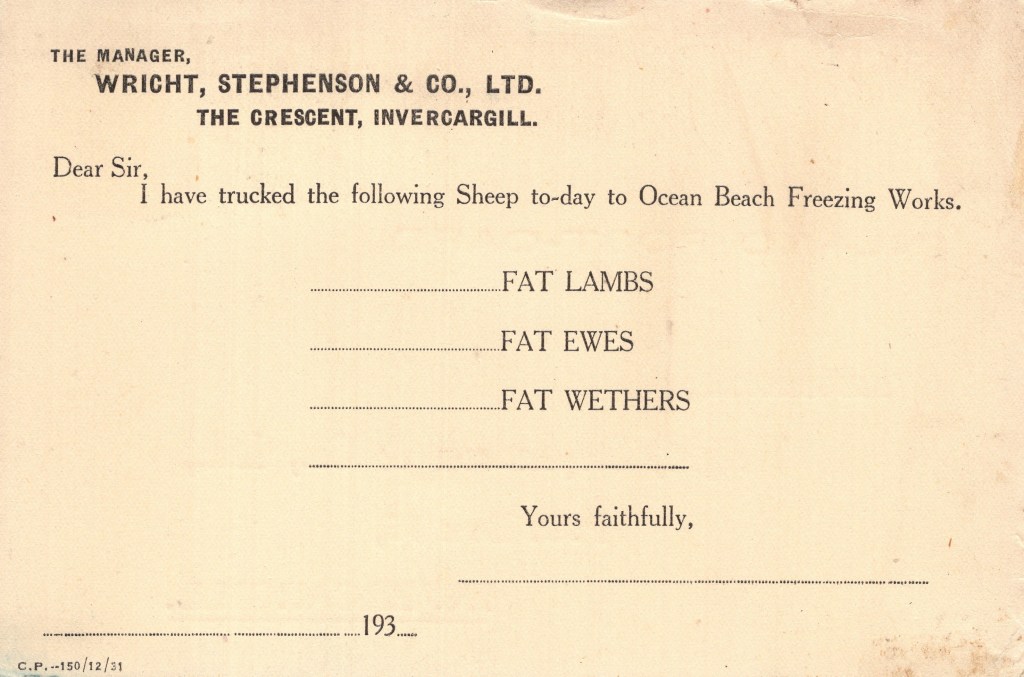 THE MANAGER,
WRIGHT, STEPHENSON & CO., LTD.
THE CRESCENT, INVERCARGILL.
Dear Sir,
I have trucked the following Sheep to-day to Ocean Beach Freezing Works.
....................FAT LAMBS
....................FAT EWES
....................FAT WETHERS
........................................
Yours faithfully,
........................................
........................................193.....
C.P.--150/12/31